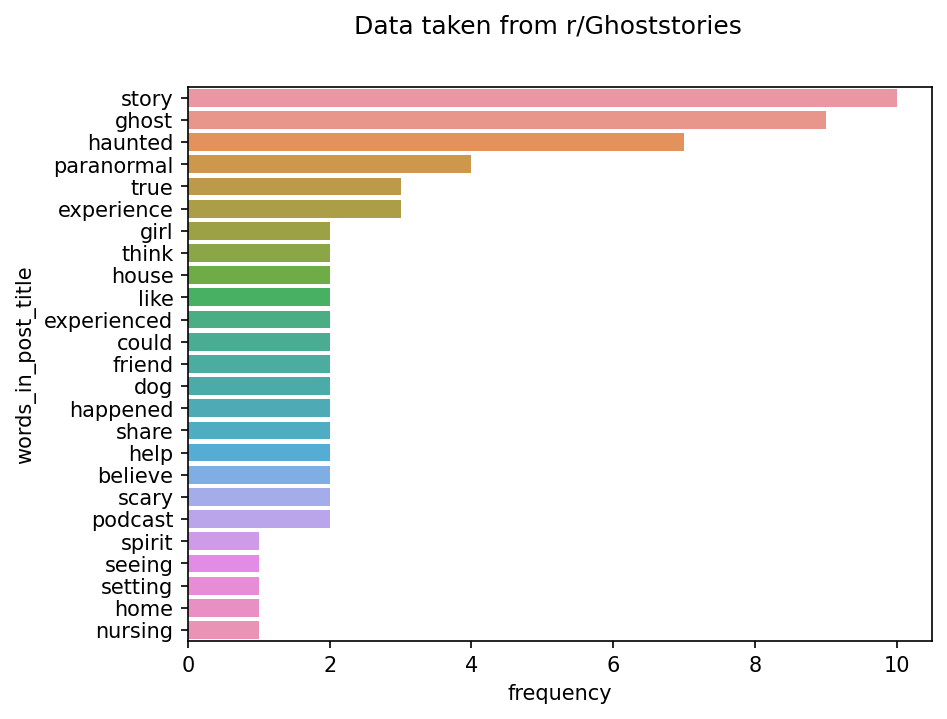 Data taken from r/Ghoststories
story
ghost
haunted
paranormal
true
experience
girl
think
house
like
experienced
could
friend
dog
happened
share
help
believe
scary
podcast
spirit
seeing
setting
home
nursing
words_in_post_title
0 2 4 6 8 10
frequency